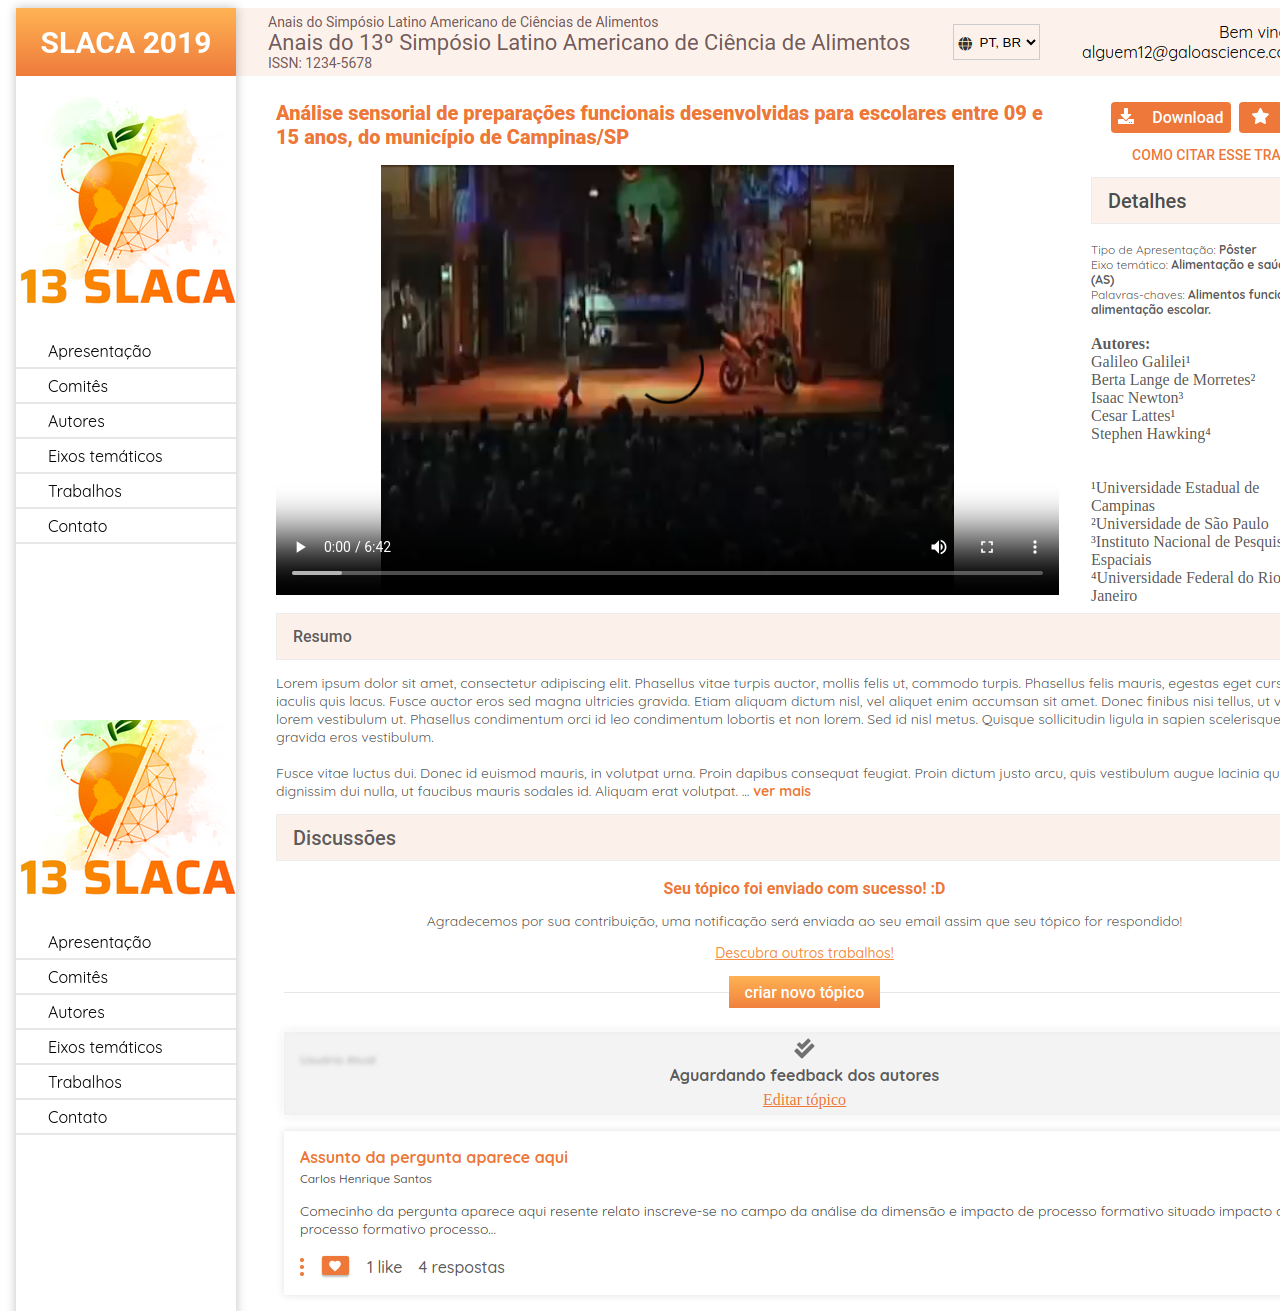 SLACA 2019
Anais do Simpósio Latino Americano de Ciências de Alimentos
Anais do 13º Simpósio Latino Americano de Ciência de Alimentos
ISSN: 1234-5678
PT, BR
Bem vin
alguem12@galoascience.co
13 SLACA
Apresentação
Comitês
Autores
Eixos temáticos
Trabalhos
Contato
Análise sensorial de preparações funcionais desenvolvidas para escolares entre 09 e
15 anos, do município de Campinas/SP
0:00 / 6:42
Download
COMO CITAR ESSE TRA
Detalhes
Tipo de Apresentação: Pôster
Eixo temático: Alimentação e saú
(AS)
Palavras-chaves: Alimentos funcio
alimentação escolar.
Autores:
Galileo Galilei¹
Berta Lange de Morretes²
Isaac Newton³
Cesar Lattes¹
Stephen Hawking⁴
¹Universidade Estadual de
Campinas
²Universidade de São Paulo
³Instituto Nacional de Pesquis
Espaciais
⁴Universidade Federal do Rio
Janeiro
Resumo
Lorem ipsum dolor sit amet, consectetur adipiscing elit. Phasellus vitae turpis auctor, mollis felis ut, commodo turpis. Phasellus felis mauris, egestas eget curs
iaculis quis lacus. Fusce auctor eros sed magna ultricies gravida. Etiam aliquam dictum nisl, vel aliquet enim accumsan sit amet. Donec finibus nisi tellus, ut v
lorem vestibulum ut. Phasellus condimentum orci id leo condimentum lobortis et non lorem. Sed id nisl metus. Quisque sollicitudin ligula in sapien scelerisque
gravida eros vestibulum.
Fusce vitae luctus dui. Donec id euismod mauris, in volutpat urna. Proin dapibus consequat feugiat. Proin dictum justo arcu, quis vestibulum augue lacinia qu
dignissim dui nulla, ut faucibus mauris sodales id. Aliquam erat volutpat. ... ver mais
Discussões
Seu tópico foi enviado com sucesso! :D
Agradecemos por sua contribuição, uma notificação será enviada ao seu email assim que seu tópico for respondido!
Descubra outros trabalhos!
criar novo tópico
Usuário Atual
Aguardando feedback dos autores
Editar tópico
Assunto da pergunta aparece aqui
Carlos Henrique Santos
Comecinho da pergunta aparece aqui resente relato inscreve-se no campo da análise da dimensão e impacto de processo formativo situado impacto d
processo formativo processo...
1 like 4 respostas
13 SLACA
Apresentação
Comitês
Autores
Eixos temáticos
Trabalhos
Contato